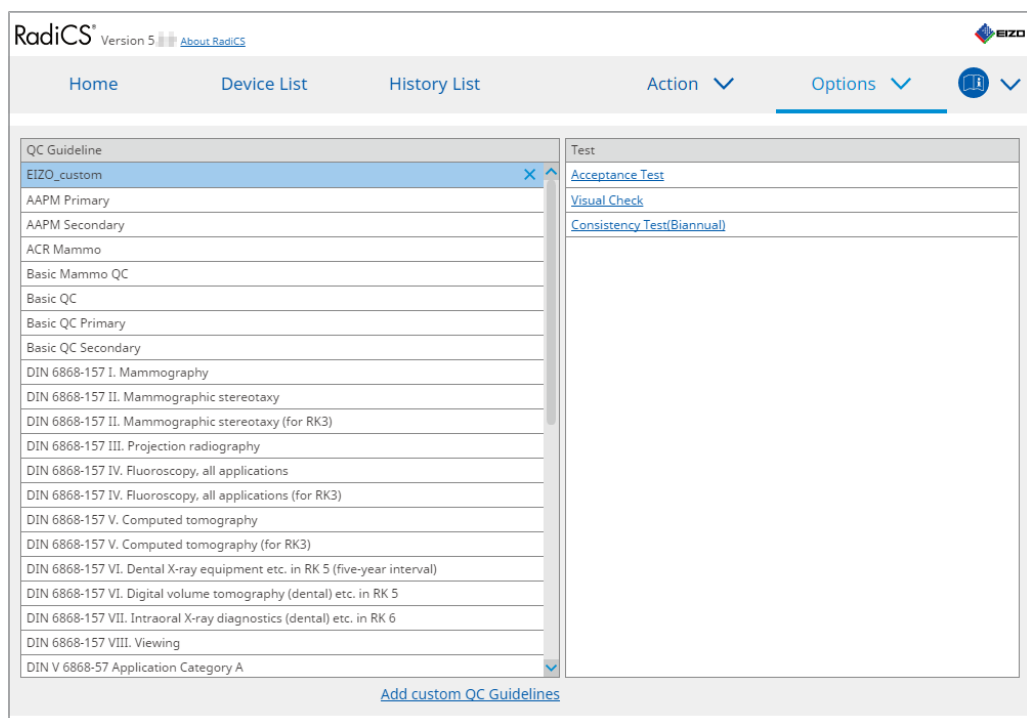 RadiCS® Version 5. About RadiCS
EIZO
Home Device List History List Action Options
QC Guideline
EIZO_custom
AAPM Primary
AAPM Secondary
ACR Mammo
Basic Mammo QC
Basic QC
Basic QC Primary
Basic QC Secondary
DIN 6868-157 I. Mammography
DIN 6868-157 II. Mammographic stereotaxy
DIN 6868-157 II. Mammographic stereotaxy (for RK3)
DIN 6868-157 III. Projection radiography
DIN 6868-157 IV. Fluoroscopy, all applications
DIN 6868-157 IV. Fluoroscopy, all applications (for RK3)
DIN 6868-157 V. Computed tomography
DIN 6868-157 V. Computed tomography (for RK3)
DIN 6868-157 VI. Dental X-ray equipment etc. in RK 5 (five-year interval)
DIN 6868-157 VI. Digital volume tomography (dental) etc. in RK 5
DIN 6868-157 VII. Intraoral X-ray diagnostics (dental) etc. in RK 6
DIN 6868-157 VIII. Viewing
DIN V 6868-57 Application Category A
Test
Acceptance Test
Visual Check
Consistency Test(Biannual)
Add custom QC Guidelines